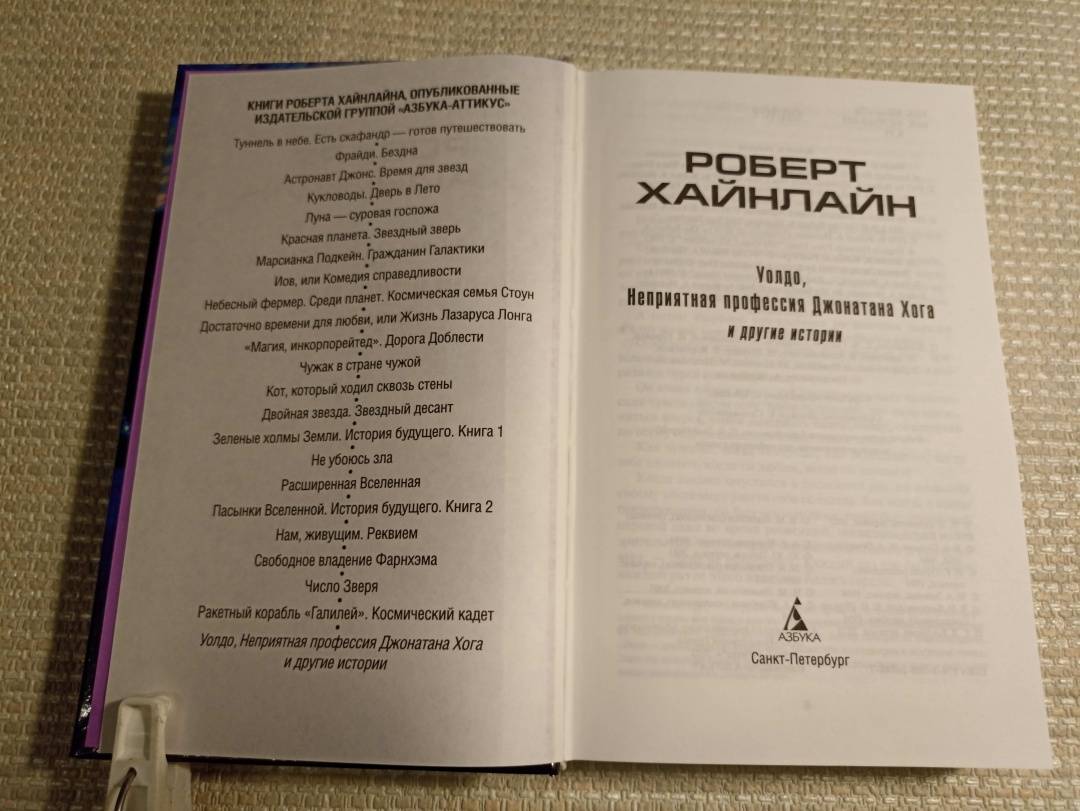 КНИГИ РОБЕРТА ХАЙНЛАЙНА, ОПУБЛИКОВАННЫЕ
ИЗДАТЕЛЬСКОЙ ГРУППОЙ «АЗБУКА-АТТИКУС»
Туннель в небе. Есть скафандр — готов путешествовать
Фрайди. Бездна
Астронавт Джонс. Время для звезд
Кукловоды. Дверь в Лето
Луна — суровая госпожа
Красная планета. Звездный зверь
Марсианка Подкейн. Гражданин Галактики
Иов, или Комедия справедливости
Небесный фермер. Среди планет. Космическая семья Стоун
Достаточно времени для любви, или Жизнь Лазаруса Лонга
«Магия, инкорпорейтед». Дорога Доблести
Чужак в стране чужой
Кот, который ходил сквозь стены
Двойная звезда. Звездный десант
Зеленые холмы Земли. История будущего. Книга 1
Не убоюсь зла
Расширенная Вселенная
Пасынки Вселенной. История будущего. Книга 2
Нам, живущим. Реквием
Свободное владение Фарнхэма
Число Зверя
Ракетный корабль «Галилей». Космический кадет
Уолдо, Неприятная профессия Джонатана Хога
и другие истории
РОБЕРТ
ХАЙНЛАЙН
Уолдо,
Неприятная профессия Джонатана Хога
и другие истории
АЗБУКА
Санкт-Петербург